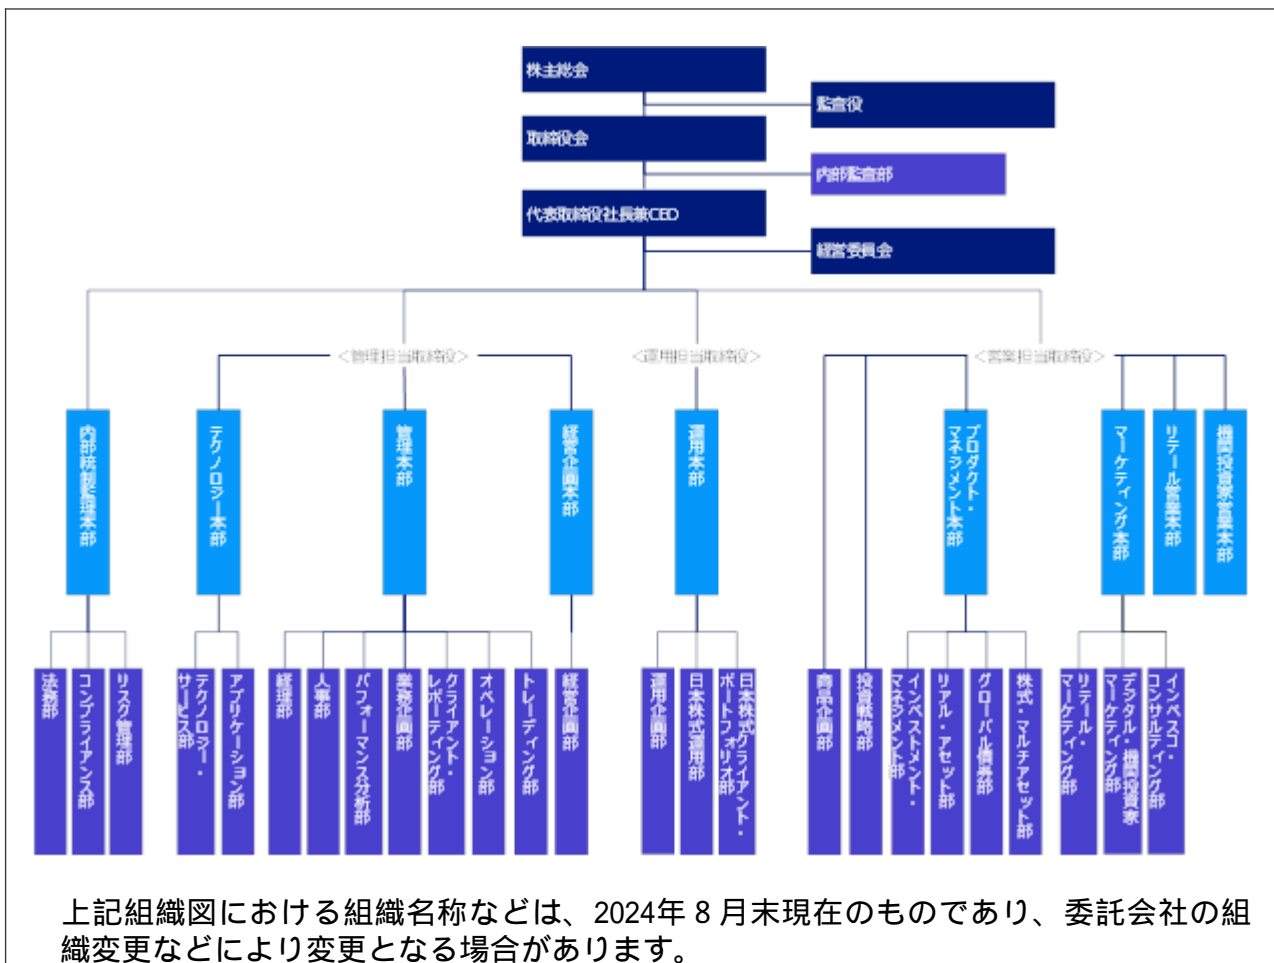 株主総会
監査役
取締役会
内部監査部
代表取締役社長兼CEO
経営委員会
<管理担当取締役>
<運用担当取締役>
<営業担当取締役>
内部統制監理本部
テクノロジー本部
管理本部
経営企画本部
運用本部
プロダクト・
マネジメント本部
マーケティング本部
リテール営業本部
機関投資家営業本部
法務部
コンプライアンス部
リスク管理部
テクノロジー・
サービス部
アプリケーション部
経理部
人事部
パフォーマンス分析部
業務企画部
クライアント・
レポーティング部
オペレーション部
トレーディング部
経営企画部
運用企画部
日本株式運用部
日本株式クライアント・
ポートフォリオ部
商品企画部
投資戦略部
インベストメント・
マネジメント部
リアル・アセット部
グローバル債券部
株式・マルチアセット部
リテール・
マーケティング部
デジタル・機関投資家
マーケティング部
インベスコ・
コンサルティング部
上記組織図における組織名称などは、2024年8月末現在のものであり、委託会社の組
織変更などにより変更となる場合があります。